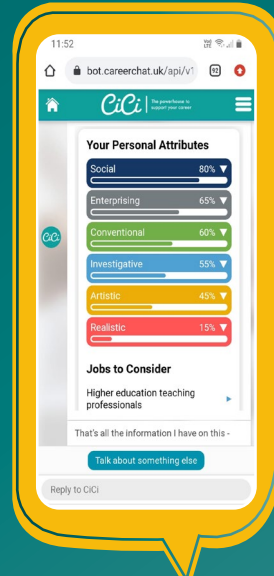 11:52
bot.careerchat.uk/api/v1
92
CiCi
The powerhouse to
support your career
Your Personal Attributes
Social 80% ▼
Enterprising 65% ▼
Conventional 60% ▼
Investigative 55% ▼
Artistic 45% ▼
Realistic 15% ▼
CiCi
Jobs to Consider
Higher education teaching
professionals
That's all the information I have on this -
Talk about something else
Reply to CiCi